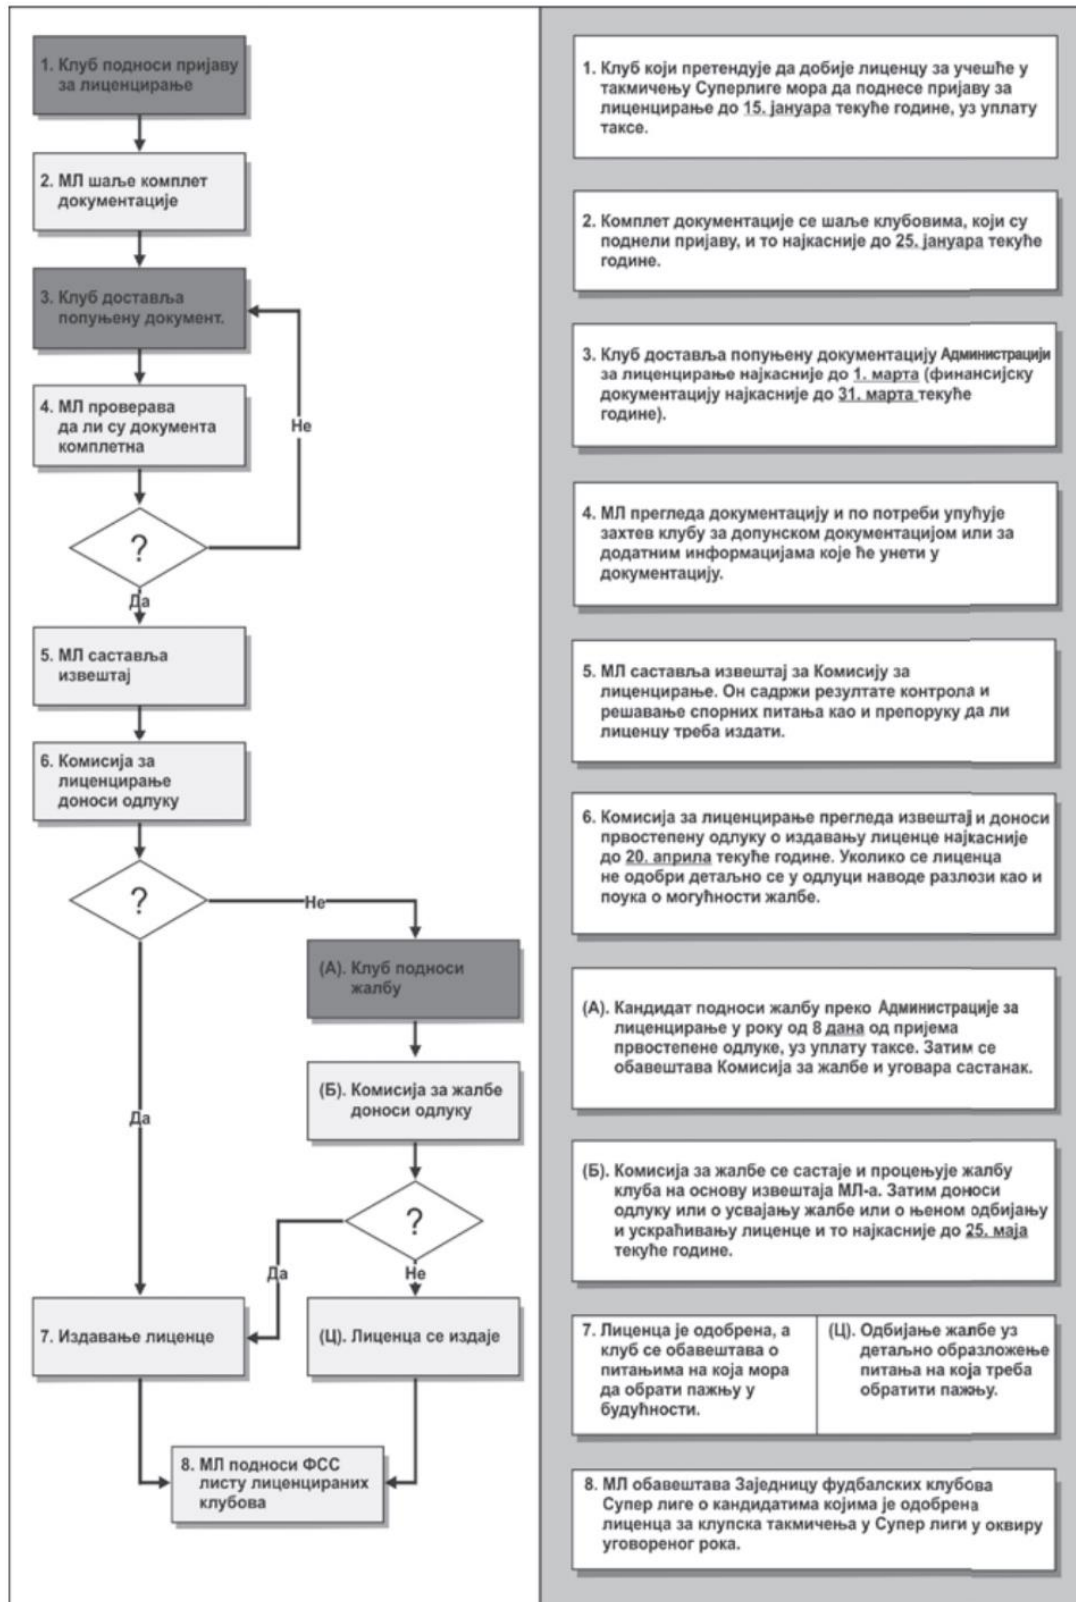 1. Клуб подноси пријаву
за лиценцирање
2. МЛ шаље комплет
документације
3. Клуб доставља
попуњену документ.
4. МЛ проверава
да ли су документа
комплетна
Не
?
Да
5. МЛ саставља
извештај
6. Комисија за
лиценцирање
доноси одлуку
?
Не
(А). Клуб подноси
жалбу
(Б). Комисија за жалбе
доноси одлуку
Да
?
Да
Не
7. Издавање лиценце
(Ц). Лиценца се издаје
8. МЛ подноси ФСС
листу лиценцираних
клубова
1. Клуб који претендује да добије лиценцу за учешће у
такмичењу Суперлиге мора да поднесе пријаву за
лиценцирање до 15. јануара текуће године, уз уплату
таксе.
2. Комплет документације се шаље клубовима, који су
поднели пријаву, и то најкасније до 25. јануара текуће
године.
3. Клуб доставља попуњену документацију Администрацији
за лиценцирање најкасније до 1. марта (финансијску
документацију најкасније до 31. марта текуће
године).
4. МЛ прегледа документацију и по потреби упућује
захтев клубу за допунском документацијом или за
додатним информацијама које ће унети у
документацију.
5. МЛ саставља извештај за Комисију за
лиценцирање. Он садржи резултате контрола и
решавање спорних питања као и препоруку да ли
лиценцу треба издати.
6. Комисија за лиценцирање прегледа извештај и доноси
првостепену одлуку о издавању лиценце најкасније
до 20. априла текуће године. Уколико се лиценца
не одобри детаљно се у одлуци наводе разлози као и
поука о могућности жалбе.
(А). Кандидат подноси жалбу преко Администрације за
лиценцирање у року од 8 дана од пријема
првостепене одлуке, уз уплату таксе. Затим се
обавештава Комисија за жалбе и уговара састанак.
(Б). Комисија за жалбе се састаје и процењује жалбу
клуба на основу извештаја МЛ-а. Затим доноси
одлуку или о усвајању жалбе или о њеном одбијању
и ускраћивању лиценце и то најкасније до 25. маја
текуће године.
7. Лиценца је одобрена, а
клуб се обавештава о
питањима на која мора
да обрати пажњу у
будућности.
(Ц). Одбијање жалбе уз
детаљно образложење
питања на која треба
обратити пажњу.
8. МЛ обавештава Заједницу фудбалских клубова
Супер лиге о кандидатима којима је одобрена
лиценца за клупска такмичења у Супер лиги у оквиру
уговореног рока.